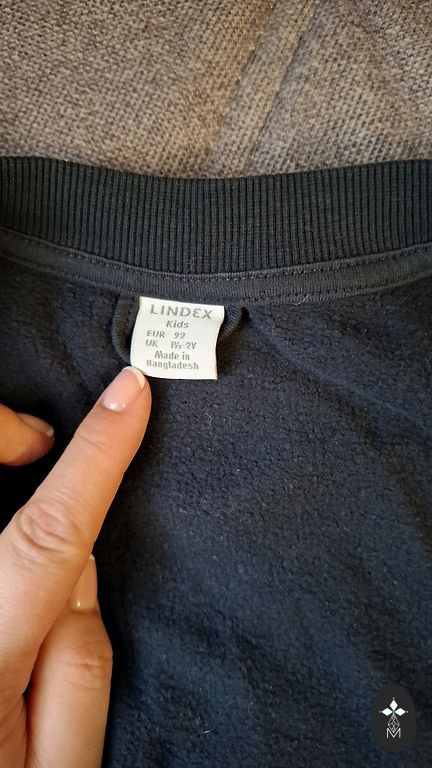 LINDEX
Kids
EUR 92
UK 1½-2Y
Made in
Bangladesh
M